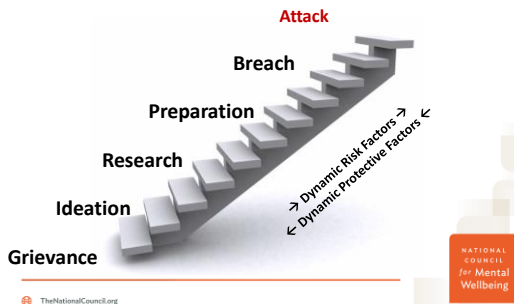 Attack
Breach
Preparation
Research
Ideation
Grievance
→ Dynamic Risk Factors →
← Dynamic Protective Factors ←
NATIONAL
COUNCIL
for Mental
Wellbeing
TheNationalCouncil.org